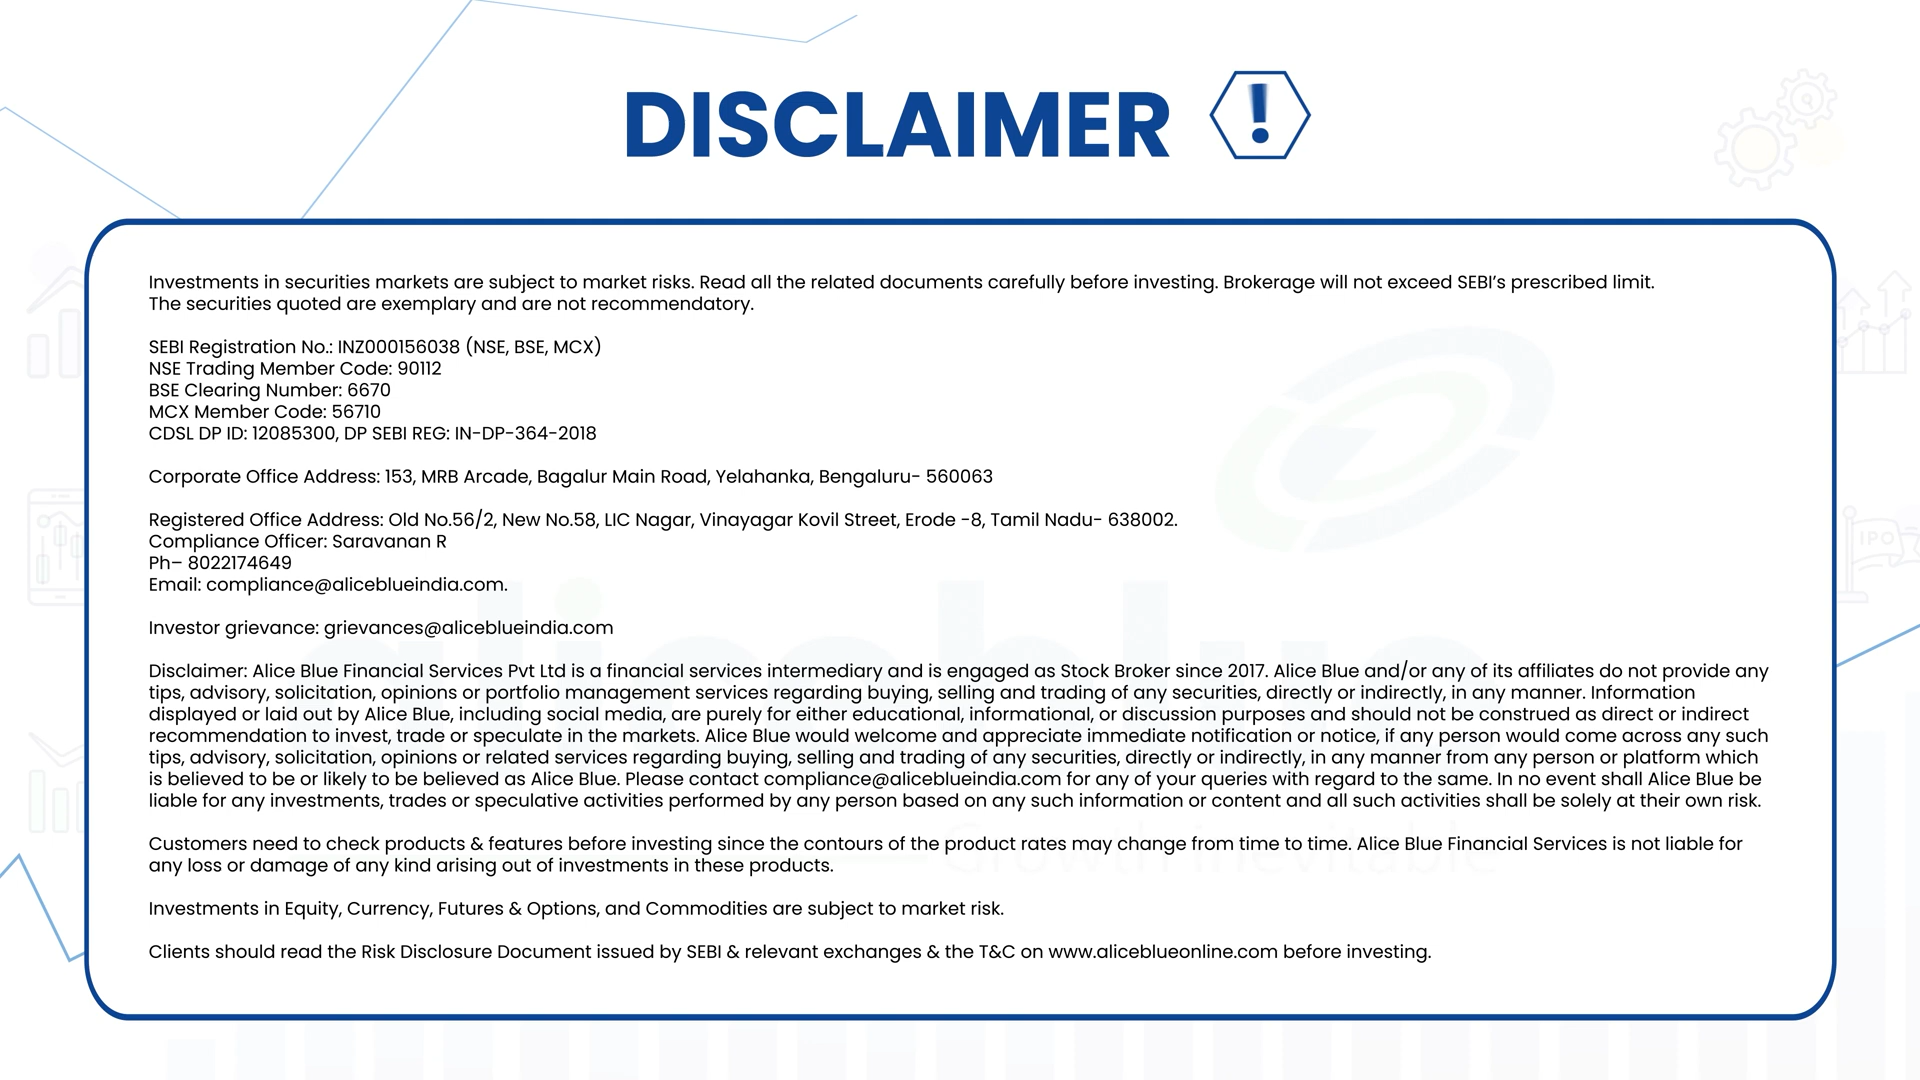 DISCLAIMER !
Investments in securities markets are subject to market risks. Read all the related documents carefully before investing. Brokerage will not exceed SEBI’s prescribed limit.
The securities quoted are exemplary and are not recommendatory.
SEBI Registration No.: INZ000156038 (NSE, BSE, MCX)
NSE Trading Member Code: 90112
BSE Clearing Number: 6670
MCX Member Code: 56710
CDSL DP ID: 12085300, DP SEBI REG: IN-DP-364-2018
Corporate Office Address: 153, MRB Arcade, Bagalur Main Road, Yelahanka, Bengaluru- 560063
Registered Office Address: Old No.56/2, New No.58, LIC Nagar, Vinayagar Kovil Street, Erode -8, Tamil Nadu- 638002.
Compliance Officer: Saravanan R
Ph– 8022174649
Email: compliance@aliceblueindia.com.
Investor grievance: grievances@aliceblueindia.com
Disclaimer: Alice Blue Financial Services Pvt Ltd is a financial services intermediary and is engaged as Stock Broker since 2017. Alice Blue and/or any of its affiliates do not provide any
tips, advisory, solicitation, opinions or portfolio management services regarding buying, selling and trading of any securities, directly or indirectly, in any manner. Information
displayed or laid out by Alice Blue, including social media, are purely for either educational, informational, or discussion purposes and should not be construed as direct or indirect
recommendation to invest, trade or speculate in the markets. Alice Blue would welcome and appreciate immediate notification or notice, if any person would come across any such
tips, advisory, solicitation, opinions or related services regarding buying, selling and trading of any securities, directly or indirectly, in any manner from any person or platform which
is believed to be or likely to be believed as Alice Blue. Please contact compliance@aliceblueindia.com for any of your queries with regard to the same. In no event shall Alice Blue be
liable for any investments, trades or speculative activities performed by any person based on any such information or content and all such activities shall be solely at their own risk.
Customers need to check products & features before investing since the contours of the product rates may change from time to time. Alice Blue Financial Services is not liable for
any loss or damage of any kind arising out of investments in these products.
Investments in Equity, Currency, Futures & Options, and Commodities are subject to market risk.
Clients should read the Risk Disclosure Document issued by SEBI & relevant exchanges & the T&C on www.aliceblueonline.com before investing.
aliceblue
Growth Inevitable
IPO